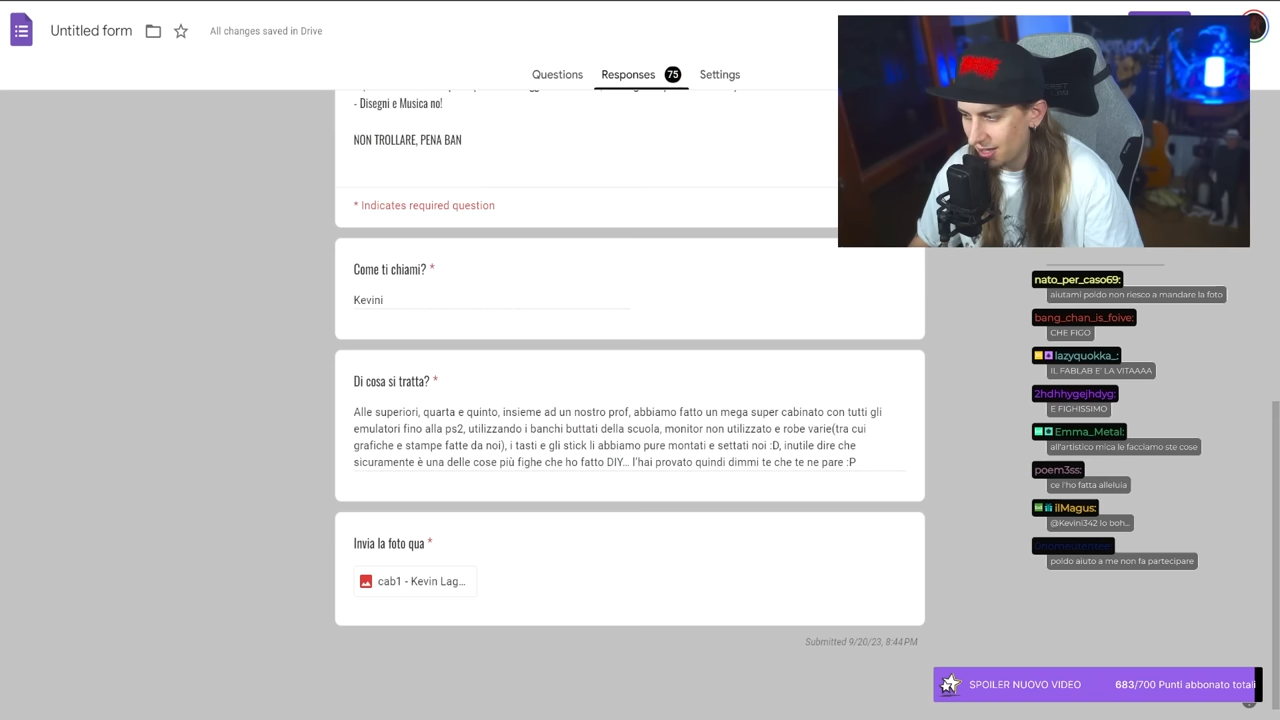 Untitled form
All changes saved in Drive
Questions
Responses 75
Settings
- Disegni e Musica no!
NON TROLLARE, PENA BAN
* Indicates required question
Come ti chiami? *
Kevini
Di cosa si tratta? *
Alle superiori, quarta e quinto, insieme ad un nostro prof, abbiamo fatto un mega super cabinato con tutti gli
emulatori fino alla ps2, utilizzando i banchi buttati della scuola, monitor non utilizzato e robe varie(tra cui
grafiche e stampe fatte da noi), i tasti e gli stick li abbiamo pure montati e settati noi :D, inutile dire che
sicuramente è una delle cose più fighe che ho fatto DIY... l'hai provato quindi dimmi te che te ne pare :P
Invia la foto qua *
cab1 - Kevin Lag...
Submitted 9/20/23, 8:44 PM
nato_per_caso69:
aiutami poldo non riesco a mandare la foto
bang_chan_is_foive:
CHE FIGO
lazyquokka_:
IL FABLAB E' LA VITAAAA
2hdhhygejhdyg:
E FIGHISSIMO
Emma_Metal:
all'artistico mica le facciamo ste cose
poem3ss:
ce l'ho fatta alleluia
ilMagus:
@Kevini342 lo boh...
poldo aiuto a me non fa partecipare
SPOILER NUOVO VIDEO
683/700 Punti abbonato totali